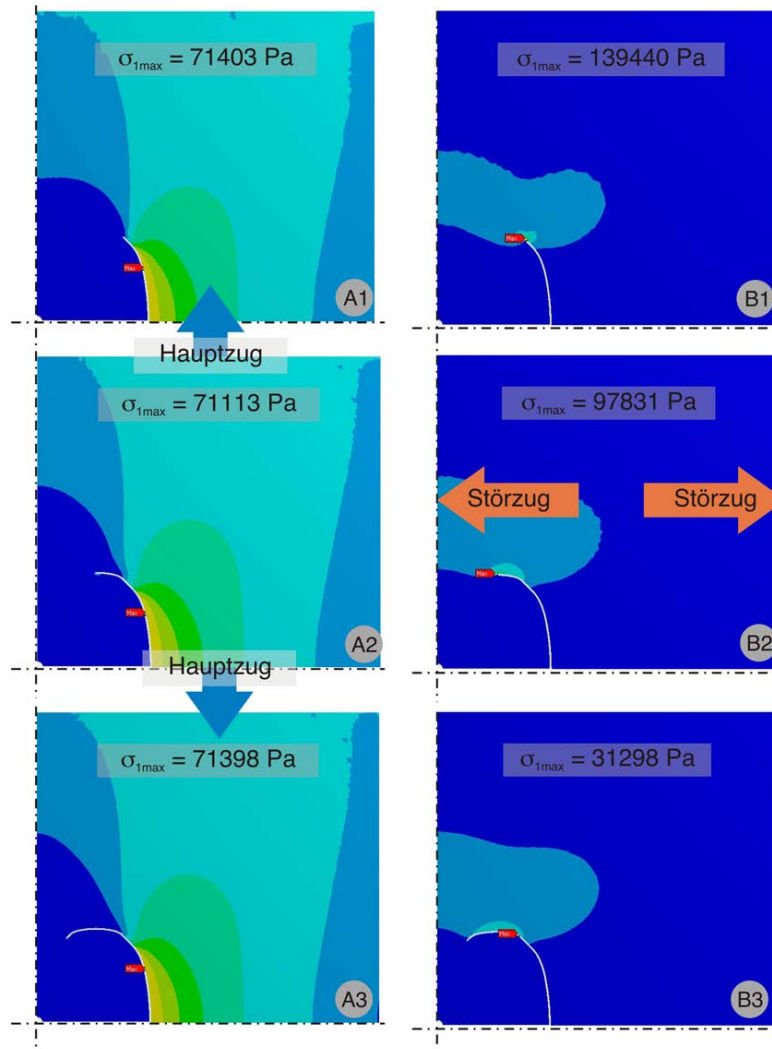 σ1max = 71403 Pa
σ1max = 139440 Pa
Max
Max
A1
B1
Hauptzug
σ1max = 71113 Pa
σ1max = 97831 Pa
Störzug
Störzug
Max
Max
A2
B2
Hauptzug
σ1max = 71398 Pa
σ1max = 31298 Pa
Max
Max
A3
B3